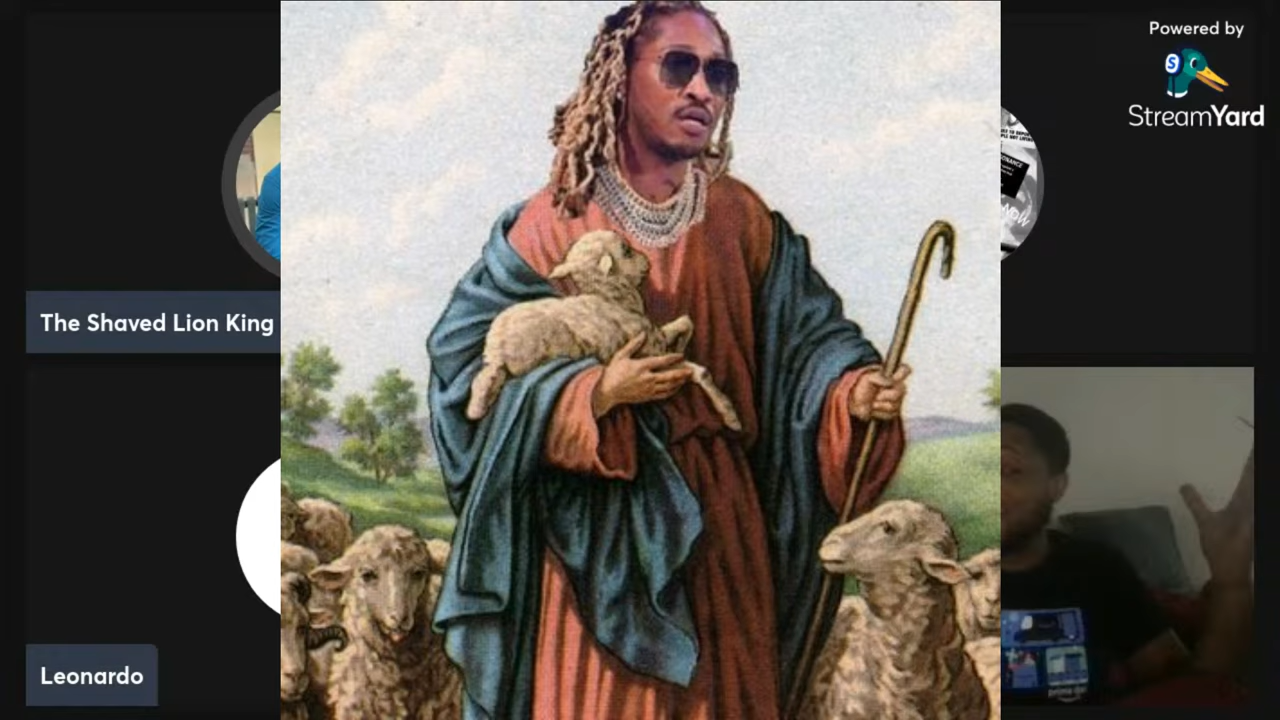 Powered by
S
StreamYard
The Shaved Lion King
Leonardo